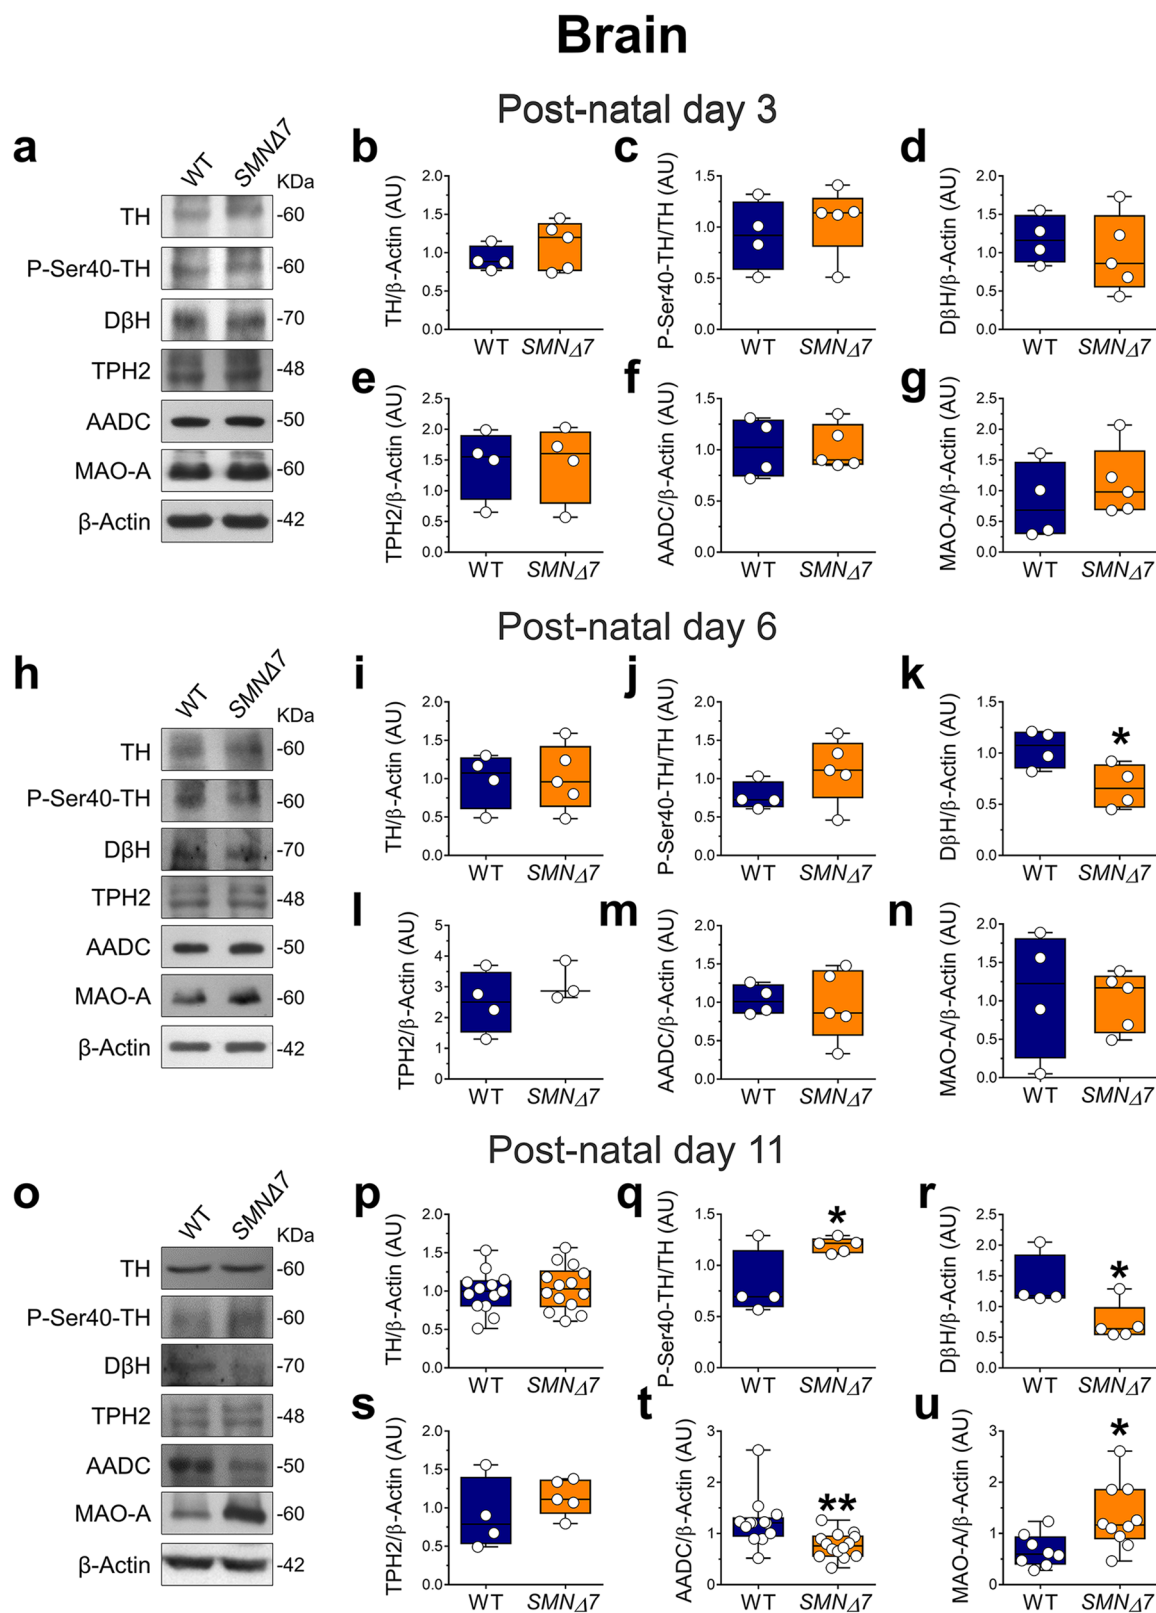 Brain
Post-natal day 3
a
WT SMNΔ7
KDa
TH -60
P-Ser40-TH -60
DβH -70
TPH2 -48
AADC -50
MAO-A -60
β-Actin -42
b
TH/β-Actin (AU)
2.0
1.5
1.0
0.5
0.0
WT SMNΔ7
c
P-Ser40-TH/TH (AU)
1.5
1.0
0.5
0.0
WT SMNΔ7
d
DβH/β-Actin (AU)
2.0
1.5
1.0
0.5
0.0
WT SMNΔ7
e
TPH2/β-Actin (AU)
2.5
2.0
1.5
1.0
0.5
0.0
WT SMNΔ7
f
AADC/β-Actin (AU)
1.5
1.0
0.5
0.0
WT SMNΔ7
g
MAO-A/β-Actin (AU)
2.5
2.0
1.5
1.0
0.5
0.0
WT SMNΔ7
Post-natal day 6
h
WT SMNΔ7
KDa
TH -60
P-Ser40-TH -60
DβH -70
TPH2 -48
AADC -50
MAO-A -60
β-Actin -42
i
TH/β-Actin (AU)
2.0
1.5
1.0
0.5
0.0
WT SMNΔ7
j
P-Ser40-TH/TH (AU)
2.0
1.5
1.0
0.5
0.0
WT SMNΔ7
k
DβH/β-Actin (AU)
1.5
1.0
0.5
0.0
*
WT SMNΔ7
l
TPH2/β-Actin (AU)
5
4
3
2
1
0
WT SMNΔ7
m
AADC/β-Actin (AU)
2.0
1.5
1.0
0.5
0.0
WT SMNΔ7
n
MAO-A/β-Actin (AU)
2.0
1.5
1.0
0.5
0.0
WT SMNΔ7
Post-natal day 11
o
WT SMNΔ7
KDa
TH -60
P-Ser40-TH -60
DβH -70
TPH2 -48
AADC -50
MAO-A -60
β-Actin -42
p
TH/β-Actin (AU)
2.0
1.5
1.0
0.5
0.0
WT SMNΔ7
q
P-Ser40-TH/TH (AU)
1.5
1.0
0.5
0.0
*
WT SMNΔ7
r
DβH/β-Actin (AU)
2.5
2.0
1.5
1.0
0.5
0.0
*
WT SMNΔ7
s
TPH2/β-Actin (AU)
2.0
1.5
1.0
0.5
0.0
WT SMNΔ7
t
AADC/β-Actin (AU)
3
2
1
0
**
WT SMNΔ7
u
MAO-A/β-Actin (AU)
3
2
1
0
*
WT SMNΔ7